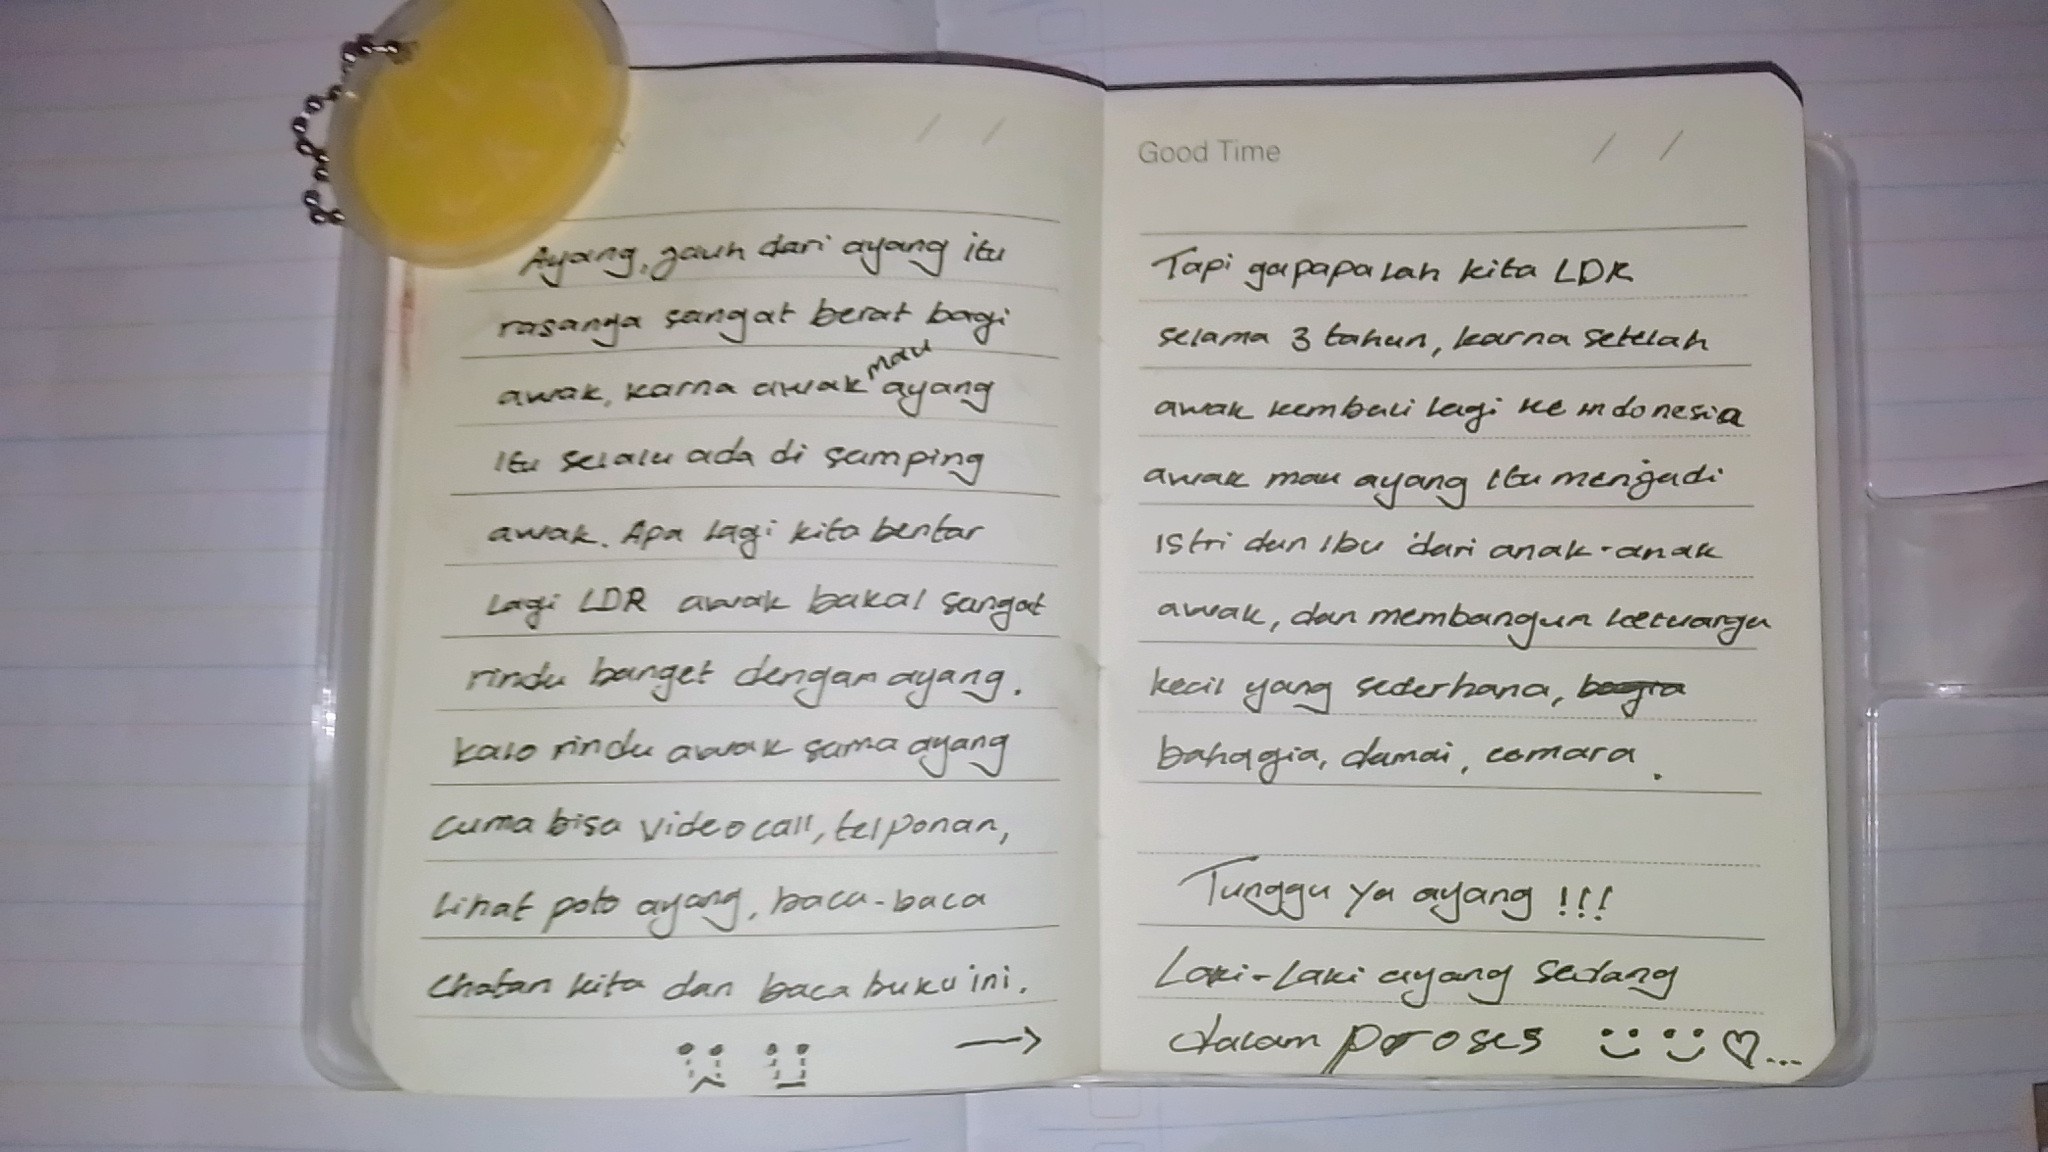 Ayang, jauh dari ayang itu
rasanya sangat berat bagi
awak, karna awak mau ayang
itu selalu ada di samping
awak. Apa lagi kita bentar
lagi LDR awak bakal sangat
rindu banget dengan ayang.
kalo rindu awak sama ayang
cuma bisa video call, telponan,
lihat poto ayang, baca-baca
chatan kita dan baca buku ini.
→
Good Time / /
Tapi gapapalah kita LDR
selama 3 tahun, karna setelah
awak kembali lagi ke indonesia
awak mau ayang itu menjadi
istri dan ibu dari anak-anak
awak, dan membangun keluarga
kecil yang sederhana, bagia
bahagia, damai, cemara.
Tunggu ya ayang !!!
Laki-Laki ayang sedang
dalam proses ♡...